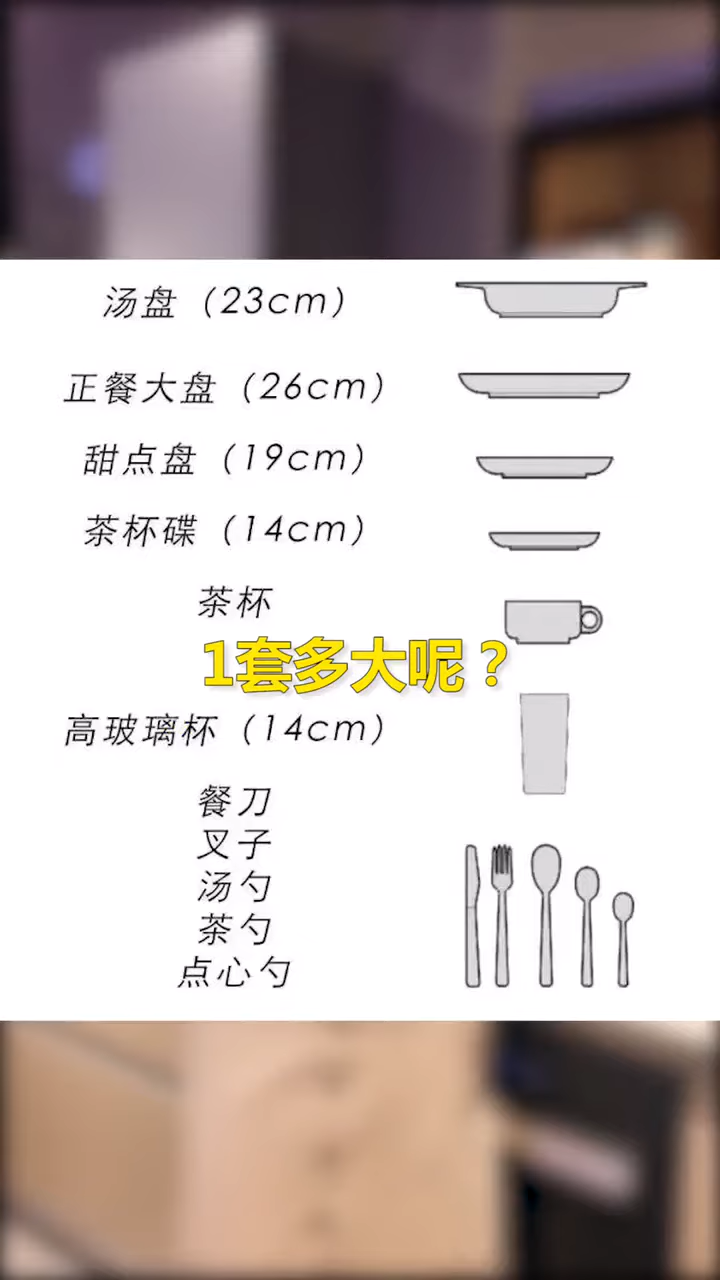 汤盘（23cm）
正餐大盘（26cm）
甜点盘（19cm）
茶杯碟（14cm）
茶杯
1套多大呢？
高玻璃杯（14cm）
餐刀
叉子
汤勺
茶勺
点心勺